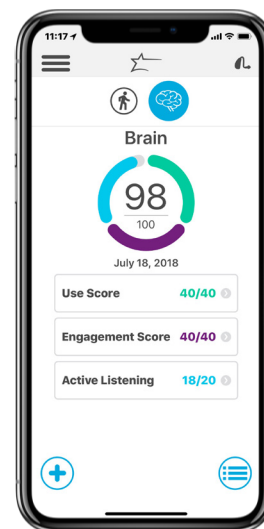 11:17
Brain
98
100
July 18, 2018
Use Score 40/40
Engagement Score 40/40
Active Listening 18/20